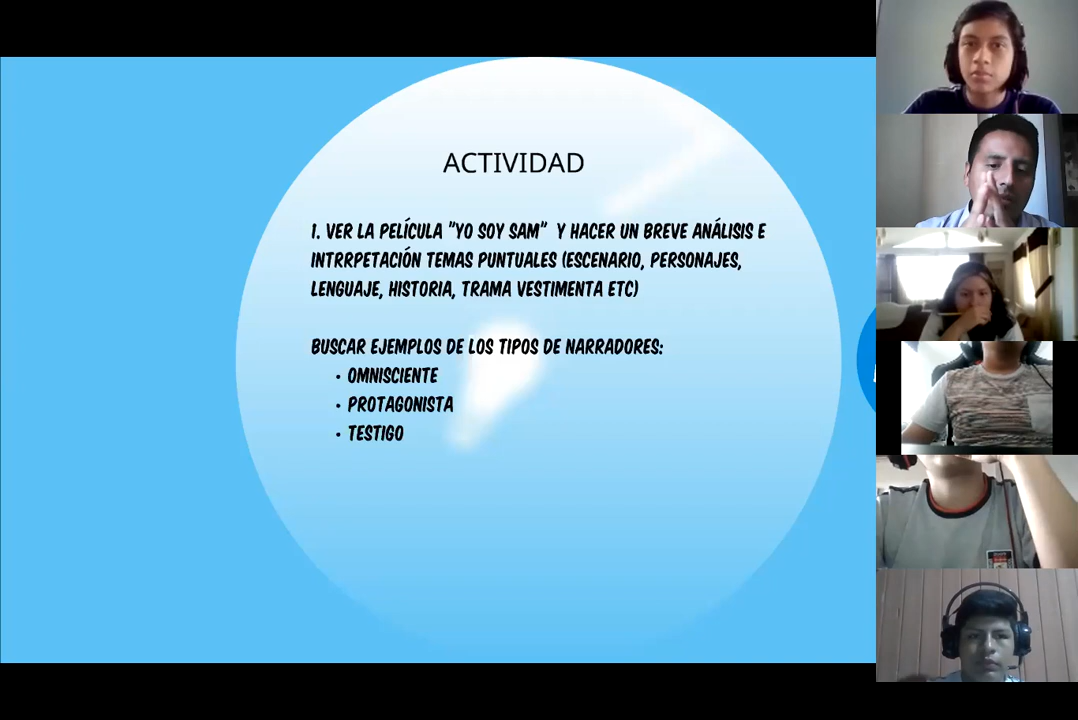 ACTIVIDAD
1. VER LA PELÍCULA "YO SOY SAM" Y HACER UN BREVE ANÁLISIS E
INTRRPETACIÓN TEMAS PUNTUALES (ESCENARIO, PERSONAJES,
LENGUAJE, HISTORIA, TRAMA VESTIMENTA ETC)
BUSCAR EJEMPLOS DE LOS TIPOS DE NARRADORES:
• OMNISCIENTE
• PROTAGONISTA
• TESTIGO